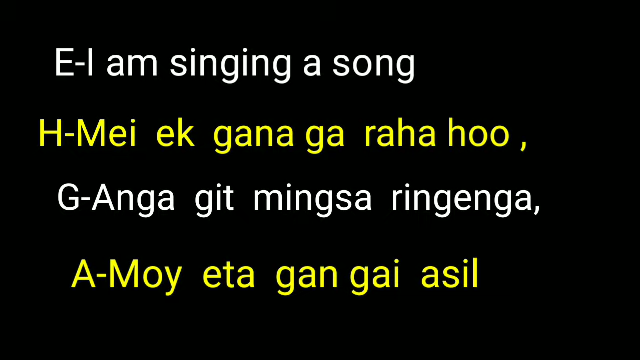 E-I am singing a song
H-Mei ek gana ga raha hoo ,
G-Anga git mingsa ringenga,
A-Moy eta gan gai asil